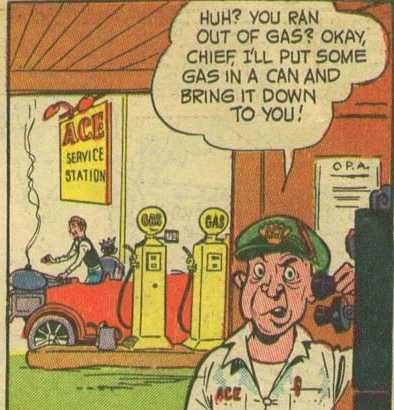 HUH? YOU RAN
OUT OF GAS? OKAY,
CHIEF, I'LL PUT SOME
GAS IN A CAN AND
BRING IT DOWN
TO YOU!
ACE
SERVICE
STATION
O.P.A.
GAS
GAS
ACE